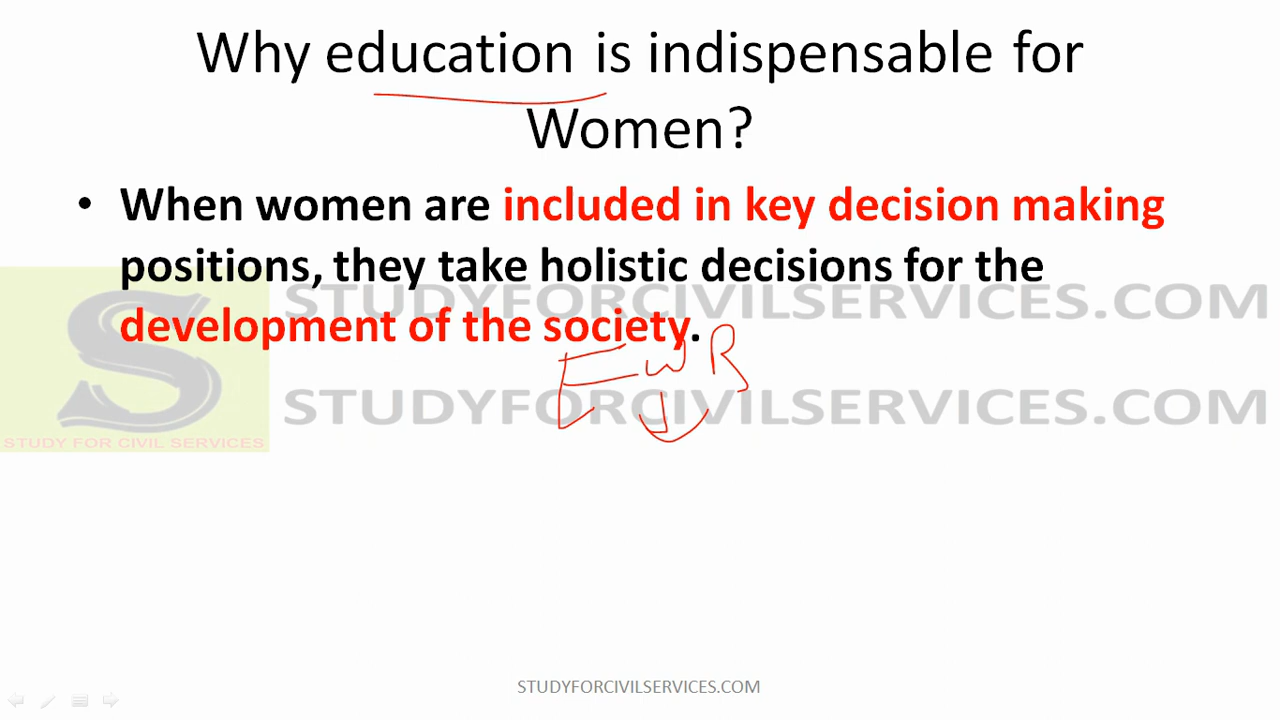 Why education is indispensable for
Women?
• When women are included in key decision making
positions, they take holistic decisions for the
development of the society.
STUDYFORCIVILSERVICES.COM
E W R
STUDYFORCIVILSERVICES.COM
S
STUDY FOR CIVIL SERVICES
STUDYFORCIVILSERVICES.COM